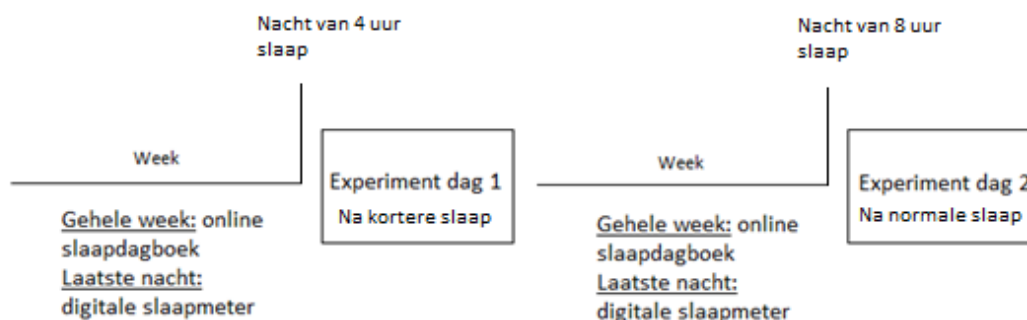 Nacht van 4 uur
slaap
Week
Experiment dag 1
Na kortere slaap
Gehele week: online
slaapdagboek
Laatste nacht:
digitale slaapmeter
Nacht van 8 uur
slaap
Week
Experiment dag 2
Na normale slaap
Gehele week: online
slaapdagboek
Laatste nacht:
digitale slaapmeter